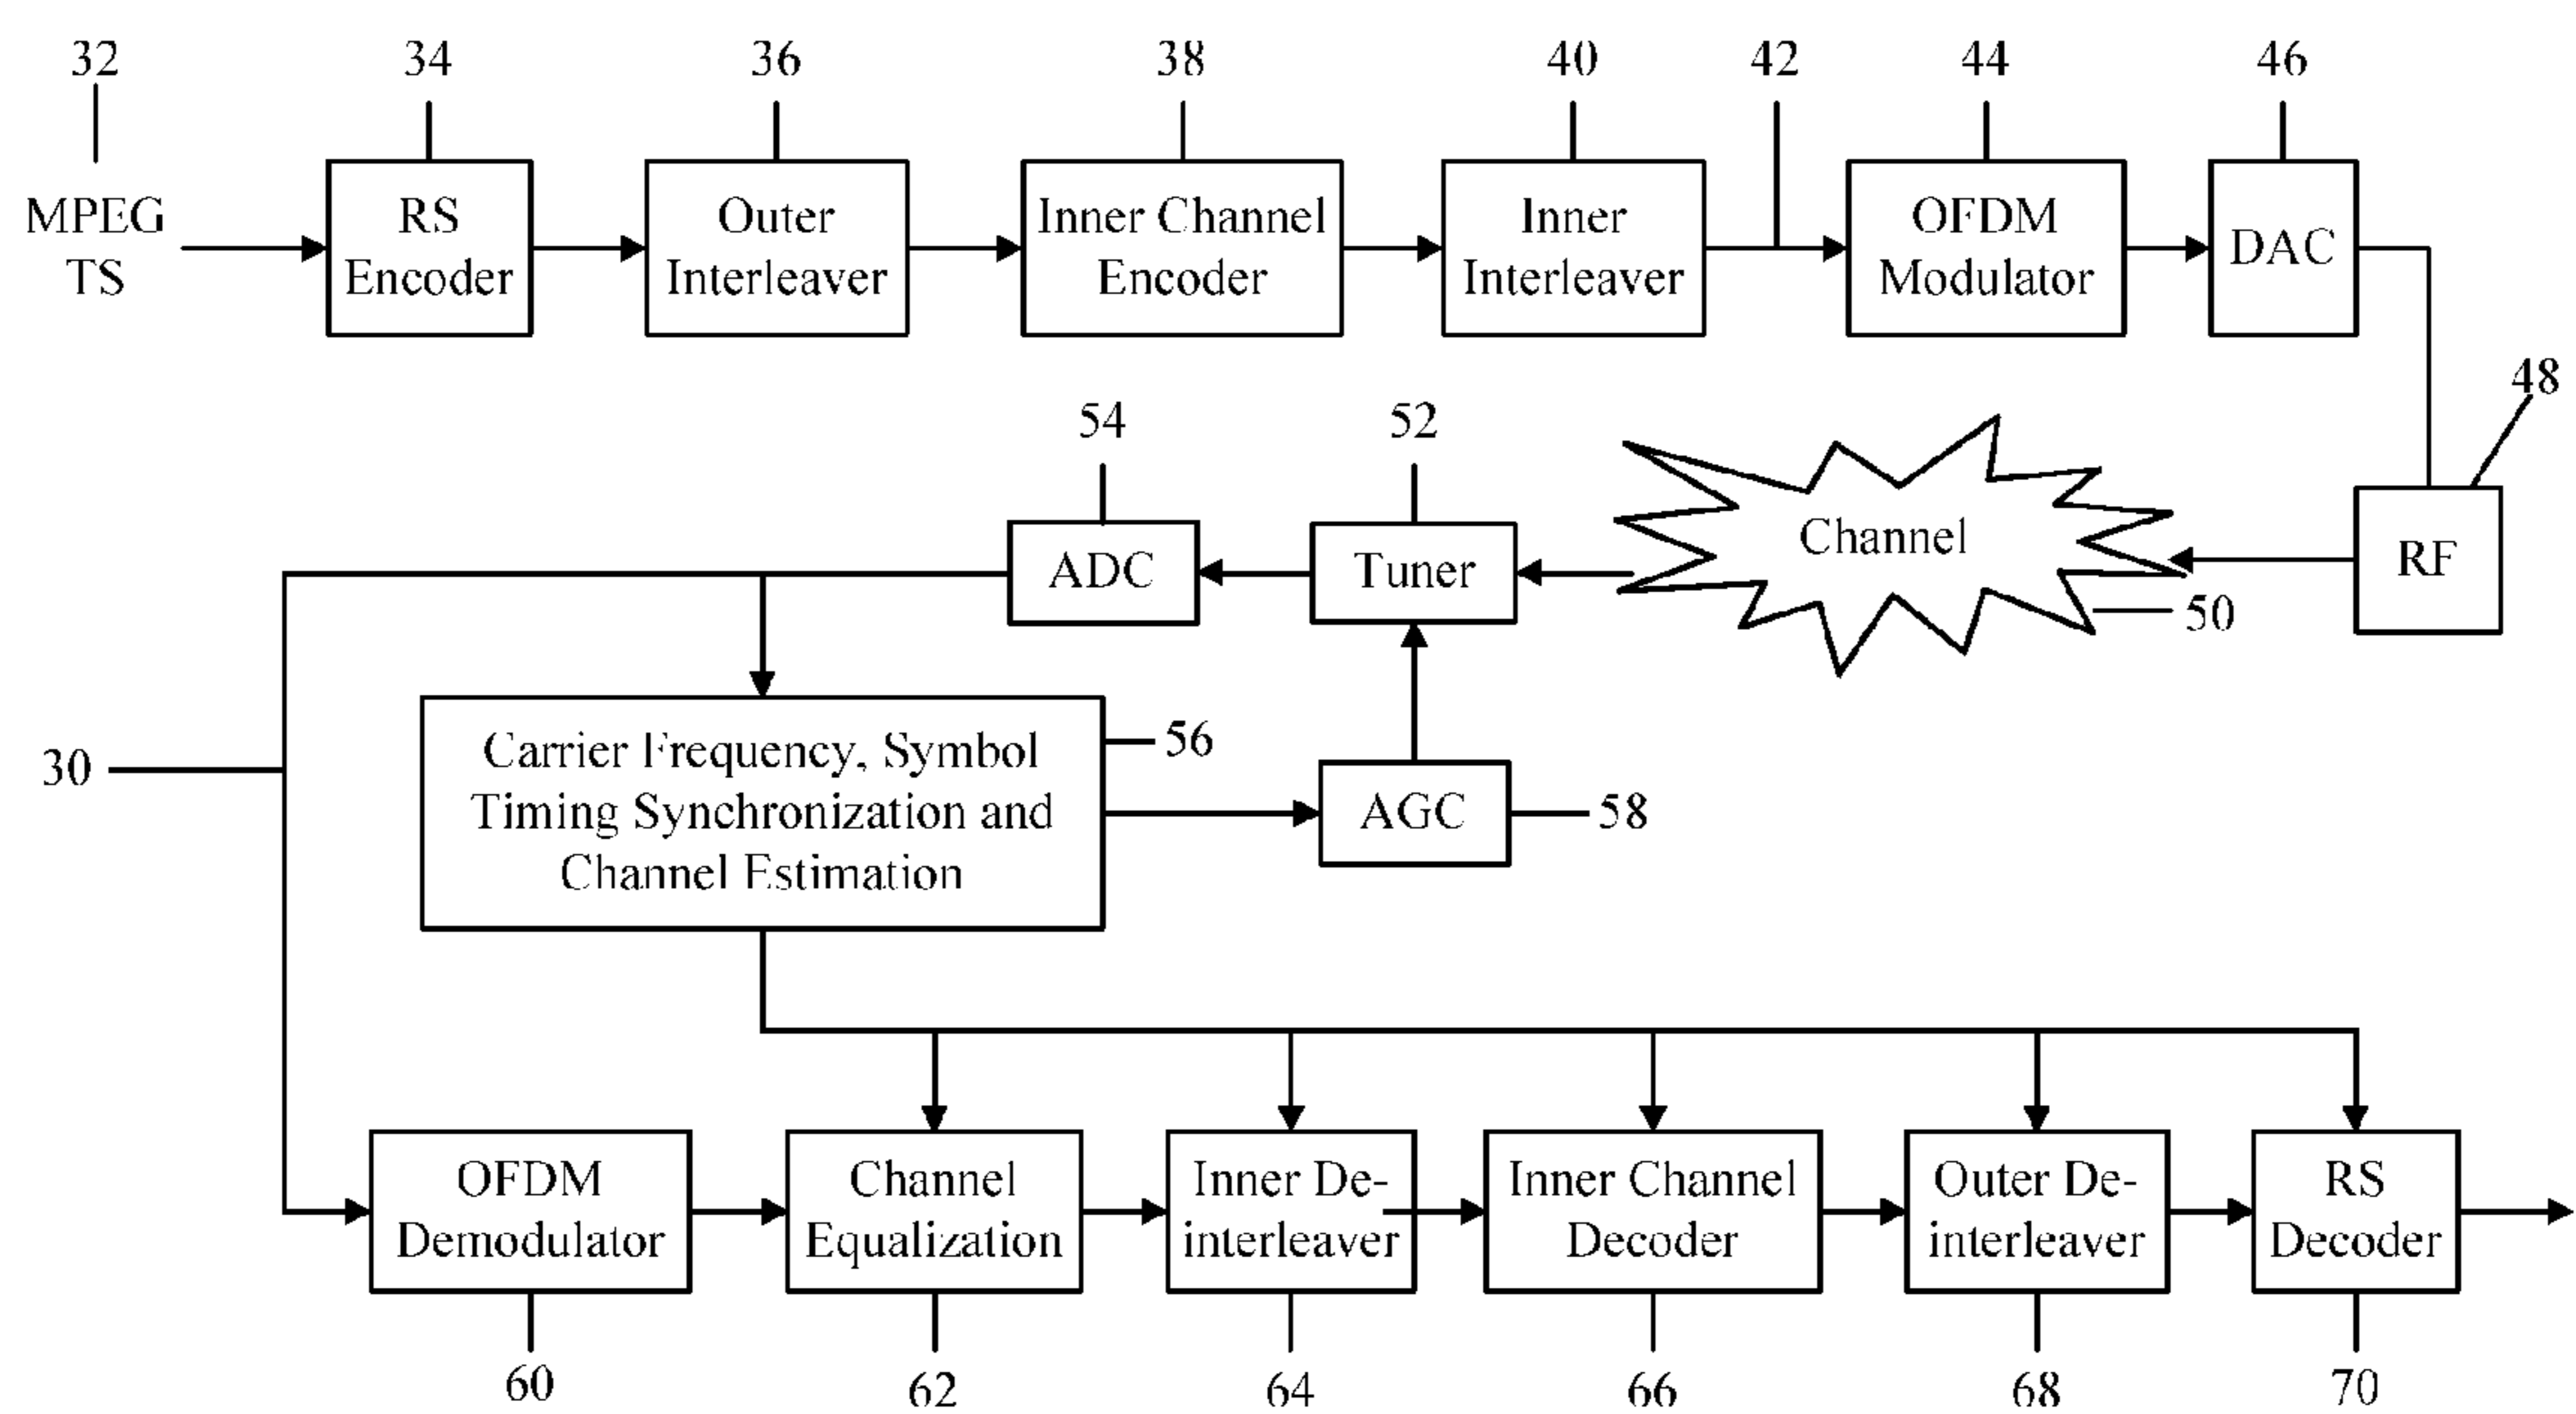 32
34
36
38
40
42
44
46
MPEG
TS
RS
Encoder
Outer
Interleaver
Inner Channel
Encoder
Inner
Interleaver
OFDM
Modulator
DAC
48
54
52
ADC
Tuner
Channel
RF
50
30
Carrier Frequency, Symbol
Timing Synchronization and
Channel Estimation
56
AGC
58
OFDM
Demodulator
Channel
Equalization
Inner De-
interleaver
Inner Channel
Decoder
Outer De-
interleaver
RS
Decoder
60
62
64
66
68
70